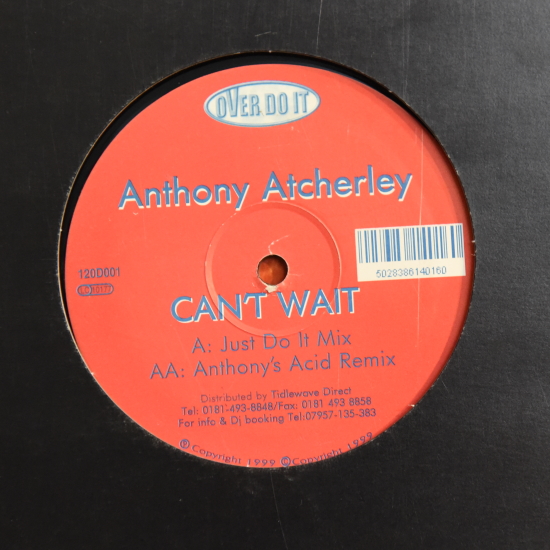 OVER DO IT
Anthony Atcherley
120D001
5028386140160
CAN'T WAIT
A: Just Do It Mix
AA: Anthony's Acid Remix
Distributed by Tidlewave Direct
Tel: 0181-493-8848/Fax: 0181 493 8858
For info & Dj booking Tel:07957-135-383
℗Copyright 1999 ©Copyright 1999